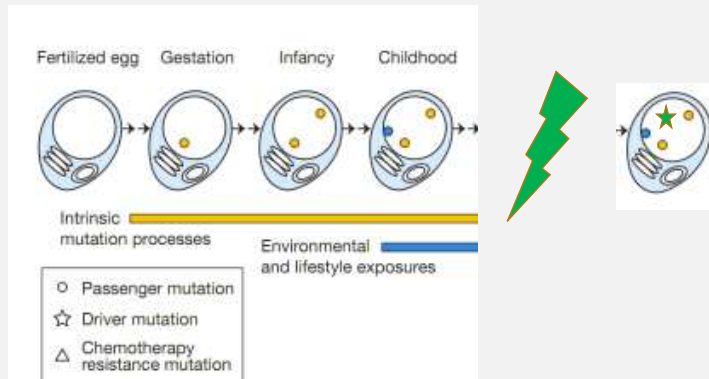 Fertilized egg Gestation Infancy Childhood
Intrinsic
mutation processes
Environmental
and lifestyle exposures
Passenger mutation
Driver mutation
Chemotherapy
resistance mutation